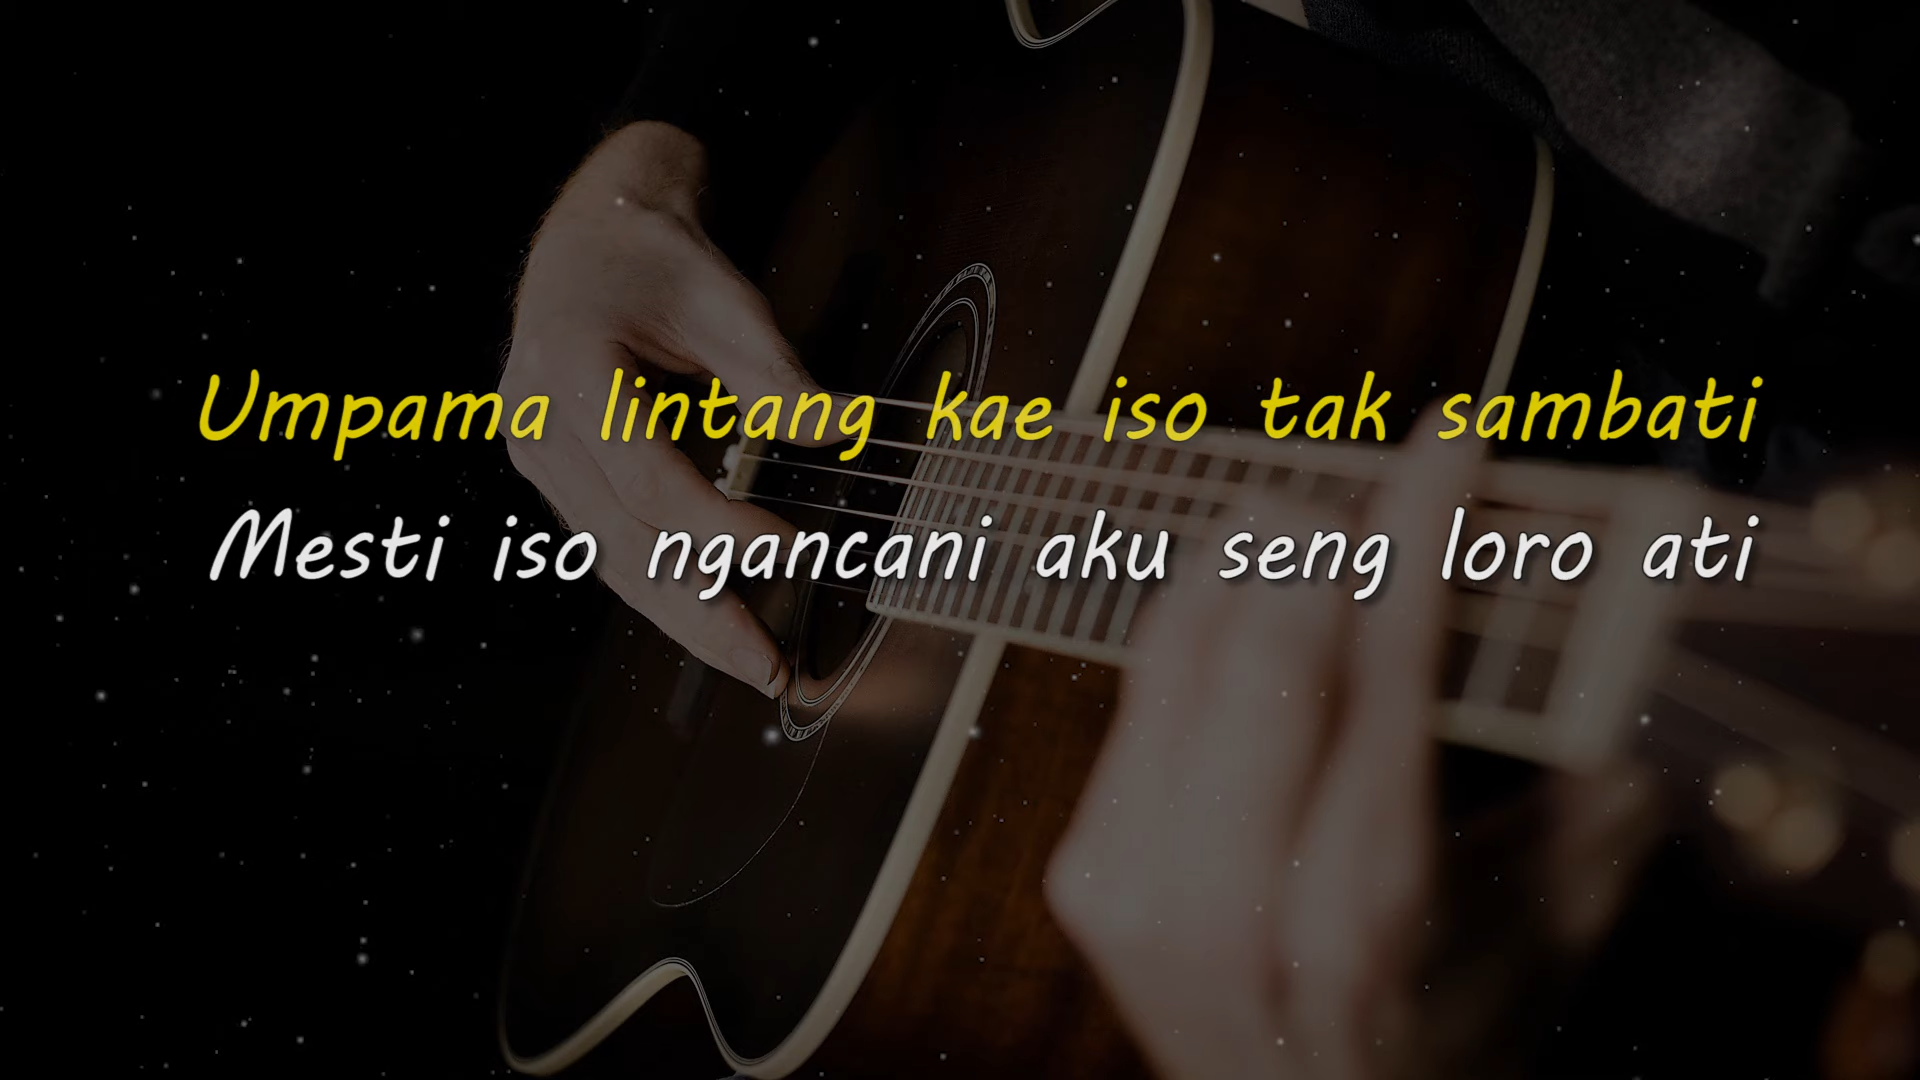 Umpama lintang kae iso tak sambati
Mesti iso ngancani aku seng loro ati